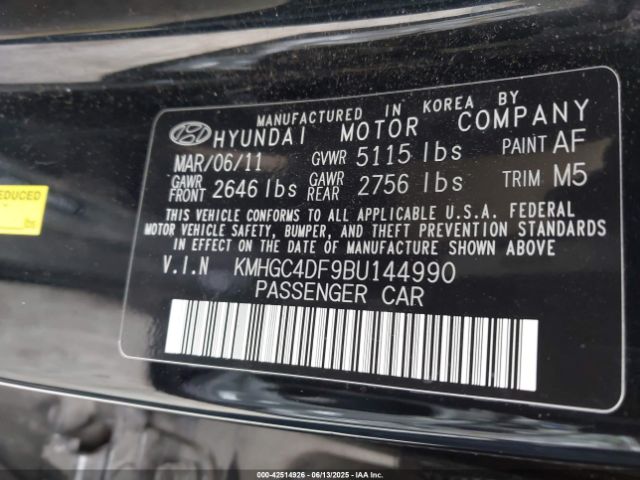 MANUFACTURED IN KOREA BY
HYUNDAI MOTOR COMPANY
MAR/06/11 GVWR 5115 lbs PAINT AF
GAWR FRONT 2646 lbs GAWR REAR 2756 lbs TRIM M5
THIS VEHICLE CONFORMS TO ALL APPLICABLE U.S.A. FEDERAL
MOTOR VEHICLE SAFETY, BUMPER, AND THEFT PREVENTION STANDARDS
IN EFFECT ON THE DATE OF MANUFACTURE SHOWN ABOVE.
V.I.N KMHGC4DF9BU144990
PASSENGER CAR
REDUCED
000-42514926 - 06/13/2025 - IAA Inc.